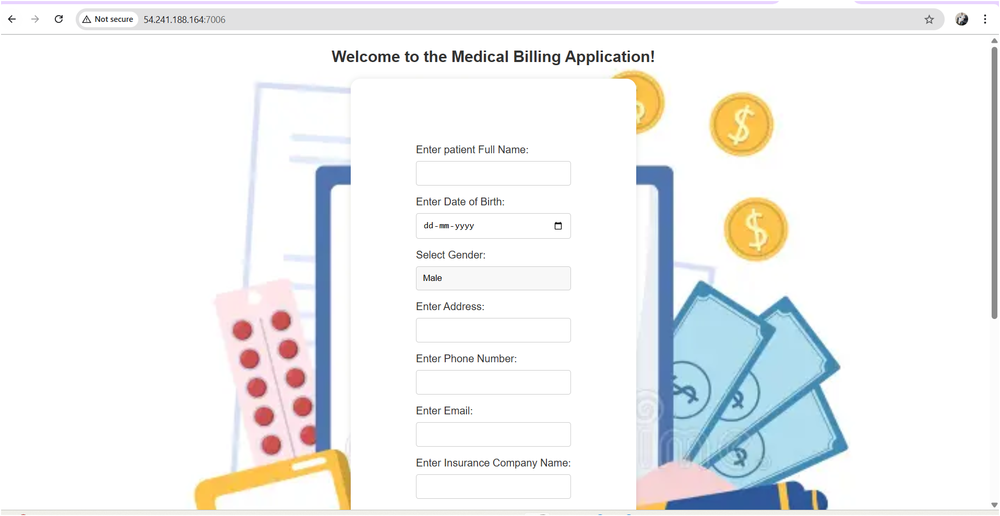 Not secure
54.241.188.164:7006
Welcome to the Medical Billing Application!
Enter patient Full Name:
Enter Date of Birth:
dd-mm-yyyy
Select Gender:
Male
Enter Address:
Enter Phone Number:
Enter Email:
Enter Insurance Company Name: